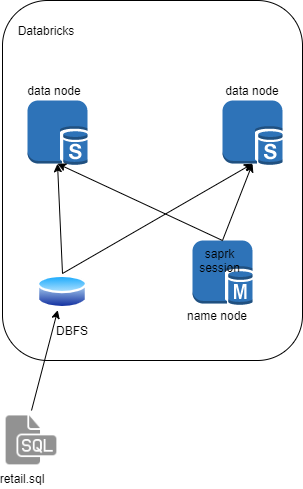 Databricks
data node
data node
S
S
saprk
session
M
name node
DBFS
SQL
retail.sql